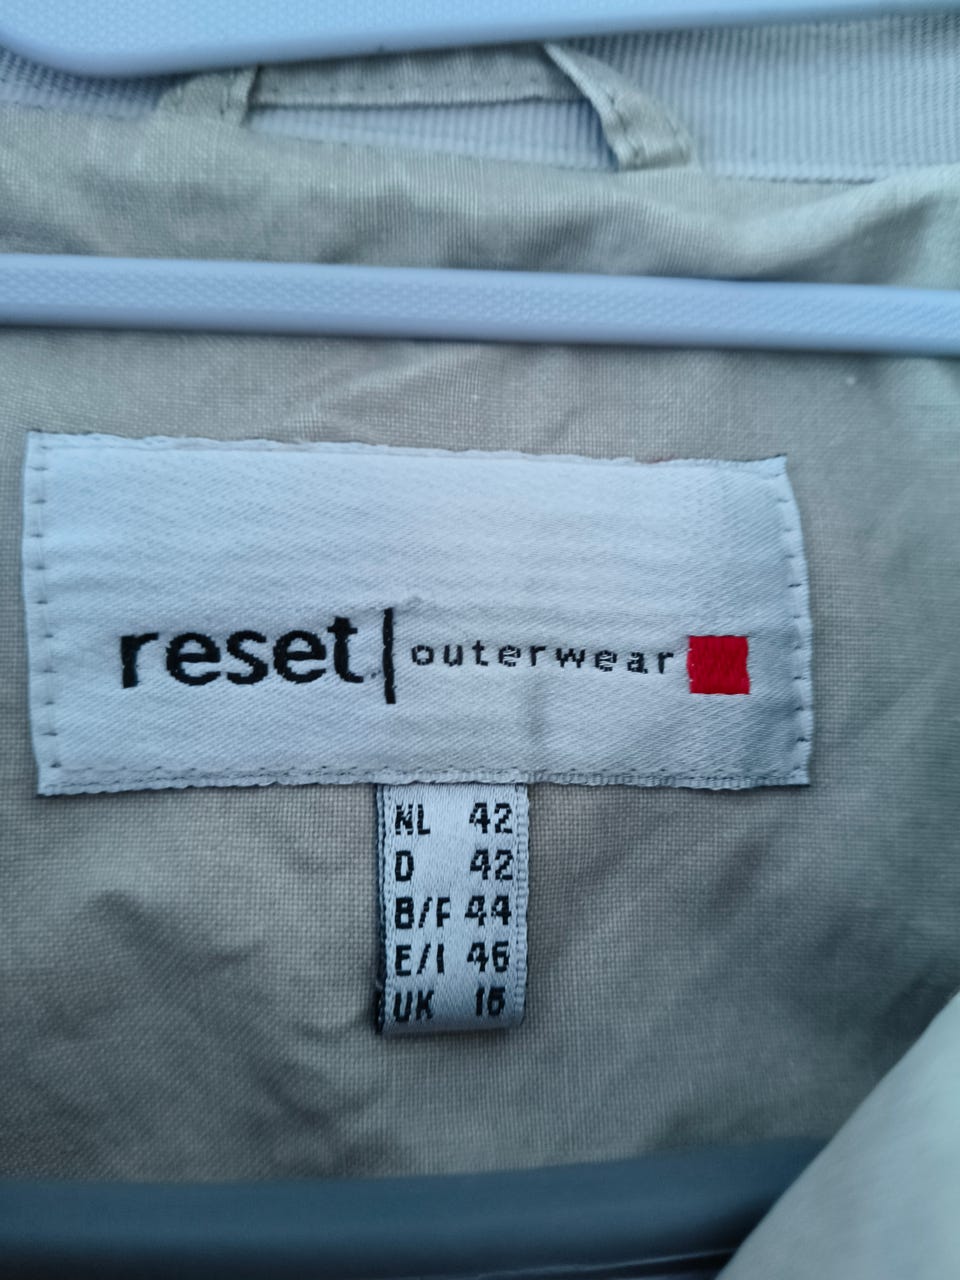 reset | outerwear
NL 42
D 42
B/F 44
E/I 46
UK 16